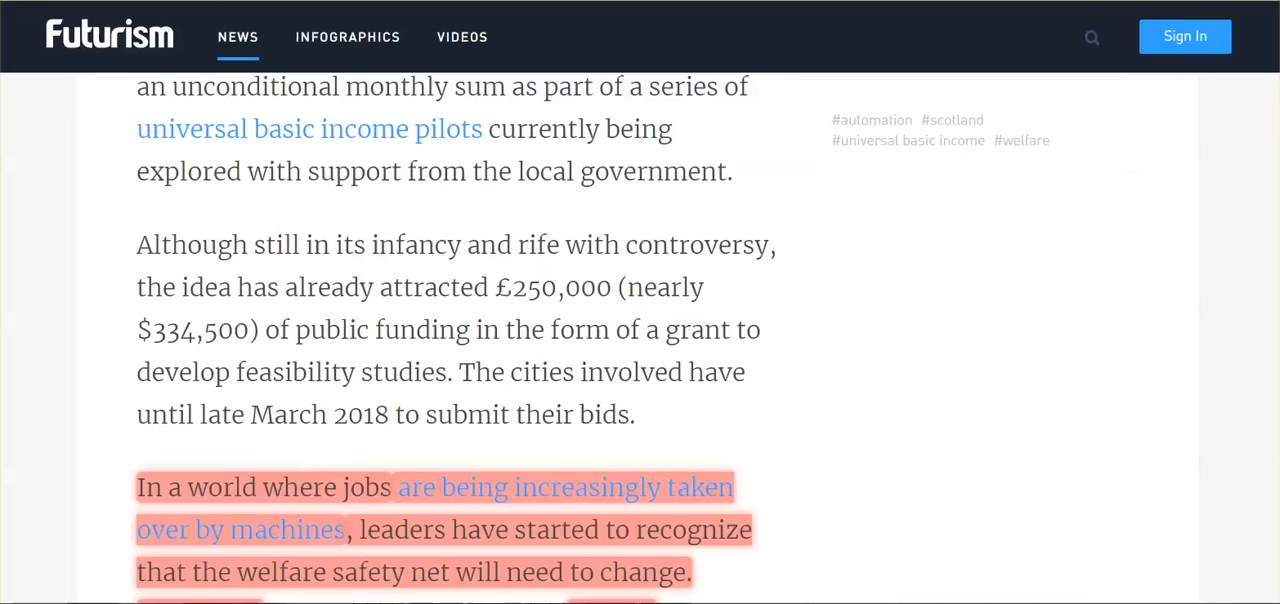 Futurism
NEWS
INFOGRAPHICS
VIDEOS
Sign In
an unconditional monthly sum as part of a series of
universal basic income pilots currently being
explored with support from the local government.
#automation #scotland
#universal basic income #welfare
Although still in its infancy and rife with controversy,
the idea has already attracted £250,000 (nearly
$334,500) of public funding in the form of a grant to
develop feasibility studies. The cities involved have
until late March 2018 to submit their bids.
In a world where jobs are being increasingly taken
over by machines, leaders have started to recognize
that the welfare safety net will need to change.